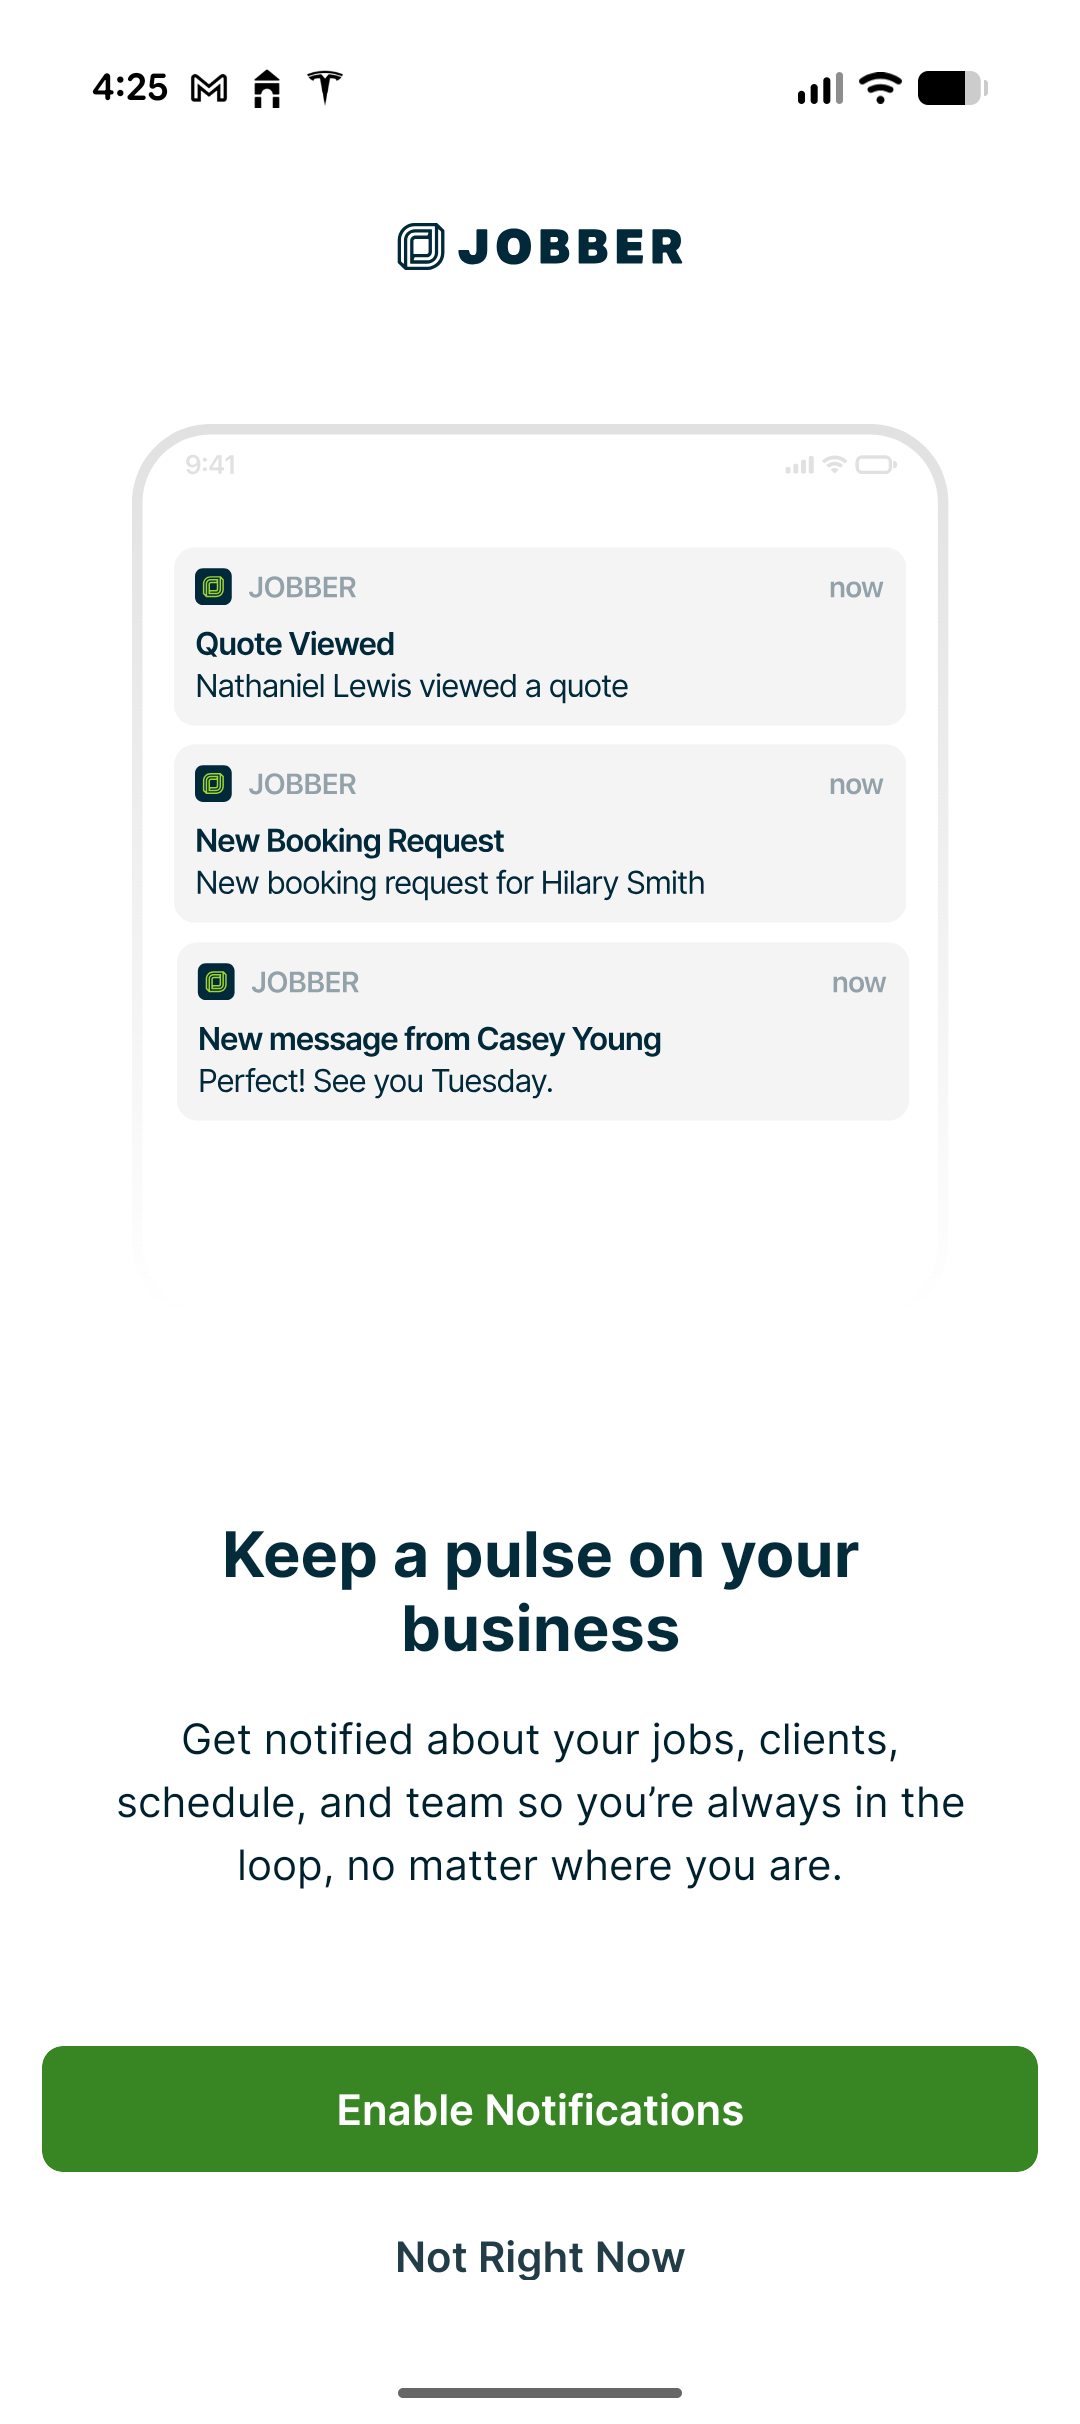 4:25
JOBBER
9:41
JOBBER now
Quote Viewed
Nathaniel Lewis viewed a quote
JOBBER now
New Booking Request
New booking request for Hilary Smith
JOBBER now
New message from Casey Young
Perfect! See you Tuesday.
Keep a pulse on your
business
Get notified about your jobs, clients,
schedule, and team so you’re always in the
loop, no matter where you are.
Enable Notifications
Not Right Now